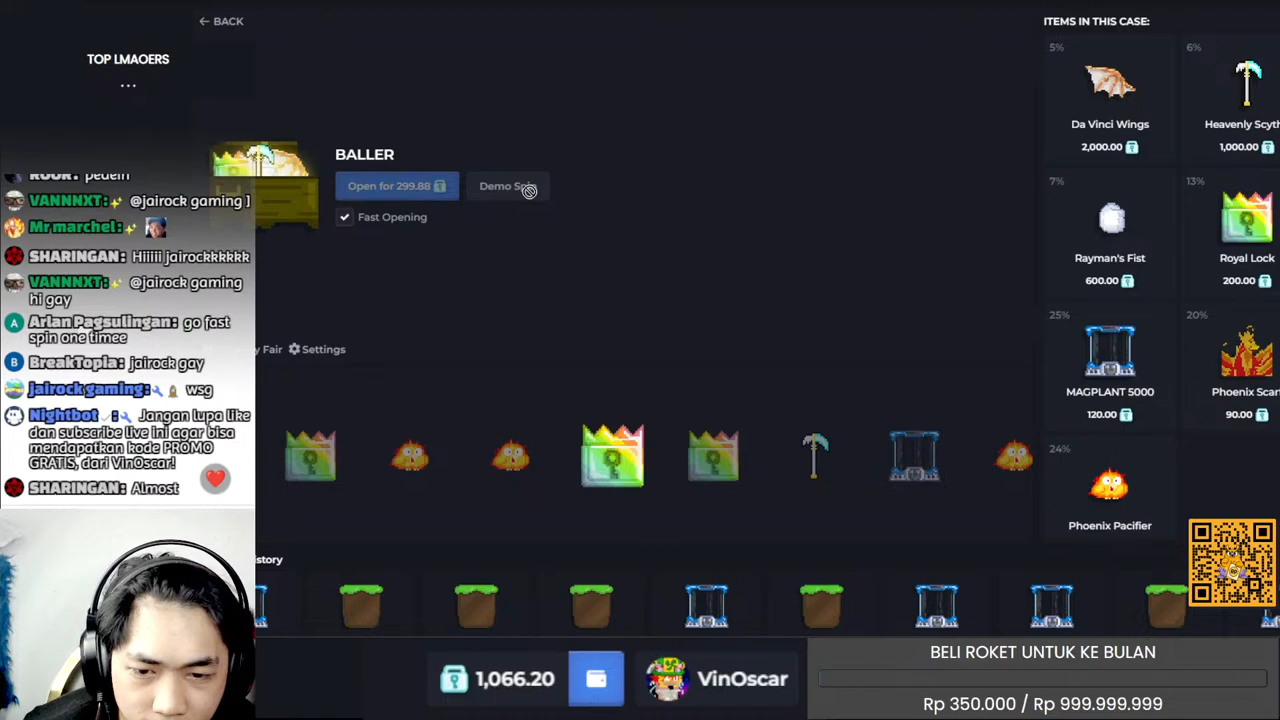 BACK
TOP LMAOERS
...
VANNNXT: @jairock gaming ]
Mr marchel:
SHARINGAN: Hiiiii jairockkkkkk
VANNNXT: @jairock gaming
hi gay
Arlan Pagsulingan: go fast
spin one timee
BreakTopia: jairock gay
jairock gaming: wsg
Nightbot : Jangan lupa like
dan subscribe live ini agar bisa
mendapatkan kode PROMO
GRATIS, dari VinOscar!
SHARINGAN: Almost
BALLER
Open for 299.88
Demo
Fast Opening
Fair
Settings
ITEMS IN THIS CASE:
5%
Da Vinci Wings
2,000.00
6%
Heavenly
1,000.00
7%
Rayman's Fist
600.00
13%
Royal Lock
200.00
25%
MAGPLANT 5000
120.00
20%
Phoenix
90.00
24%
Phoenix Pacifier
1,066.20
VinOscar
BELI ROKET UNTUK KE BULAN
Rp 350.000 / Rp 999.999.999